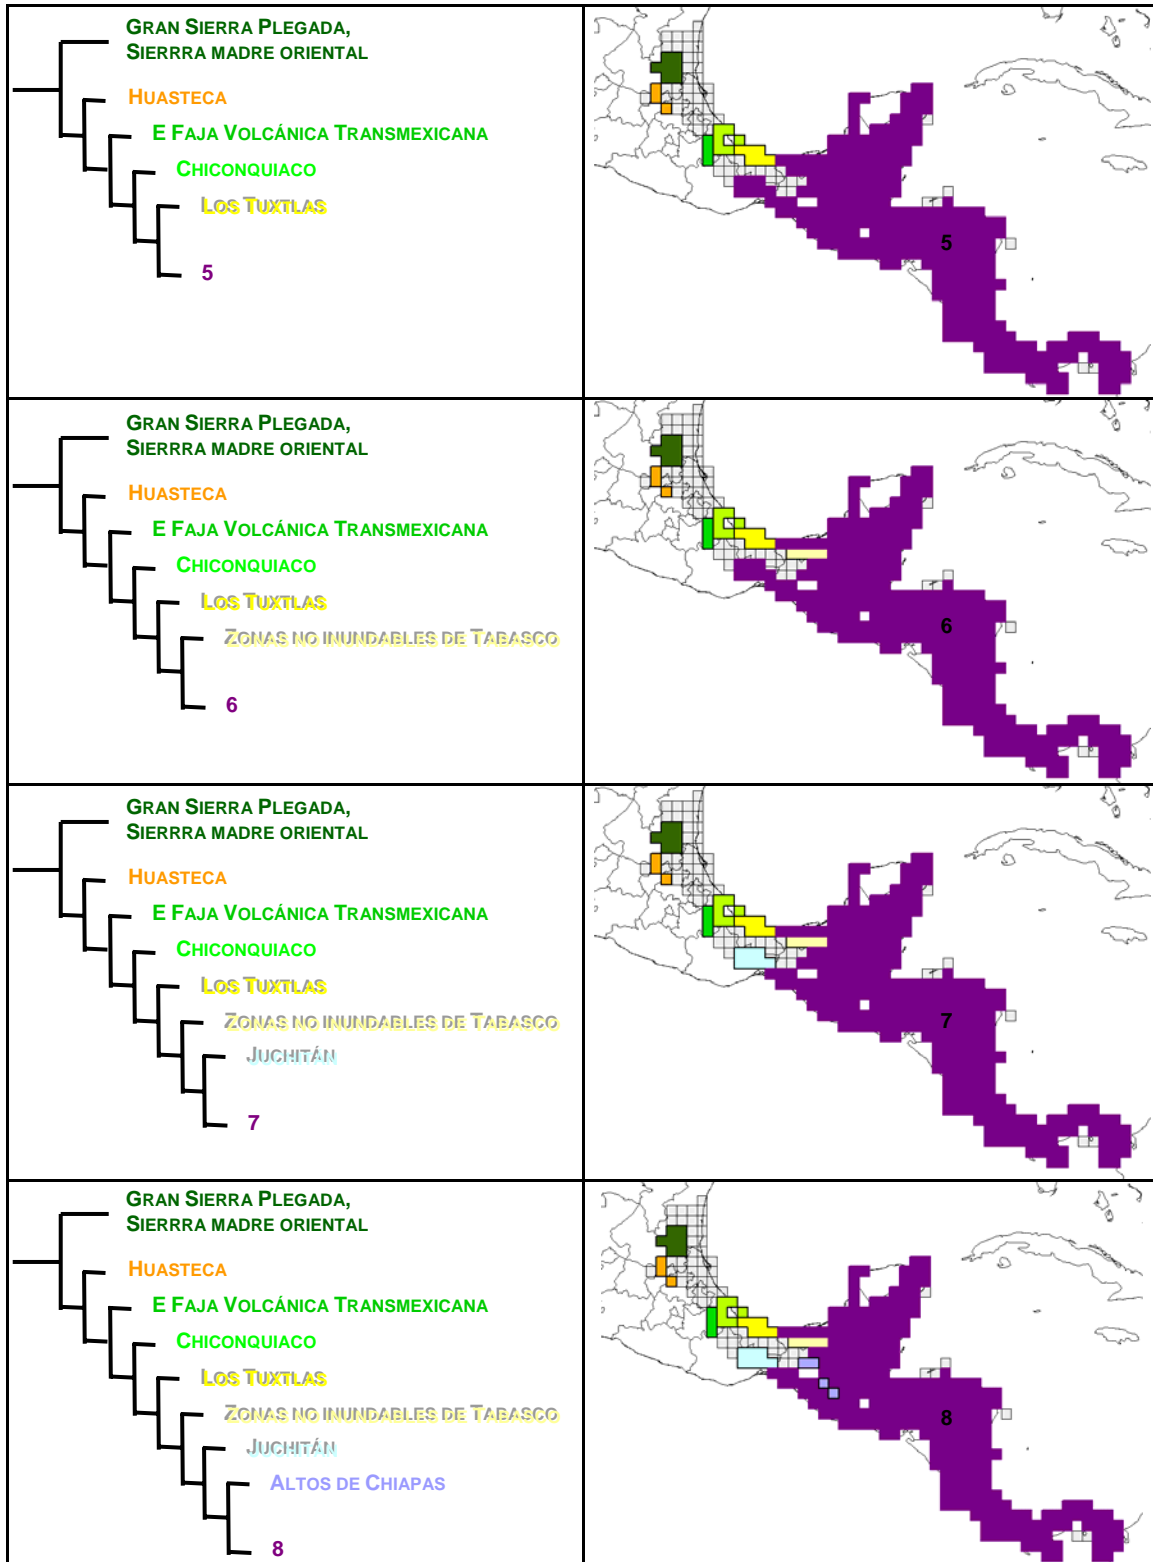 GRAN SIERRA PLEGADA,
SIERRRA MADRE ORIENTAL
HUASTECA
E FAJA VOLCÁNICA TRANSMEXICANA
CHICONQUIACO
LOS TUXTLAS
5
5
GRAN SIERRA PLEGADA,
SIERRRA MADRE ORIENTAL
HUASTECA
E FAJA VOLCÁNICA TRANSMEXICANA
CHICONQUIACO
LOS TUXTLAS
ZONAS NO INUNDABLES DE TABASCO
6
6
GRAN SIERRA PLEGADA,
SIERRRA MADRE ORIENTAL
HUASTECA
E FAJA VOLCÁNICA TRANSMEXICANA
CHICONQUIACO
LOS TUXTLAS
ZONAS NO INUNDABLES DE TABASCO
JUCHITÁN
7
7
GRAN SIERRA PLEGADA,
SIERRRA MADRE ORIENTAL
HUASTECA
E FAJA VOLCÁNICA TRANSMEXICANA
CHICONQUIACO
LOS TUXTLAS
ZONAS NO INUNDABLES DE TABASCO
JUCHITÁN
ALTOS DE CHIAPAS
8
8